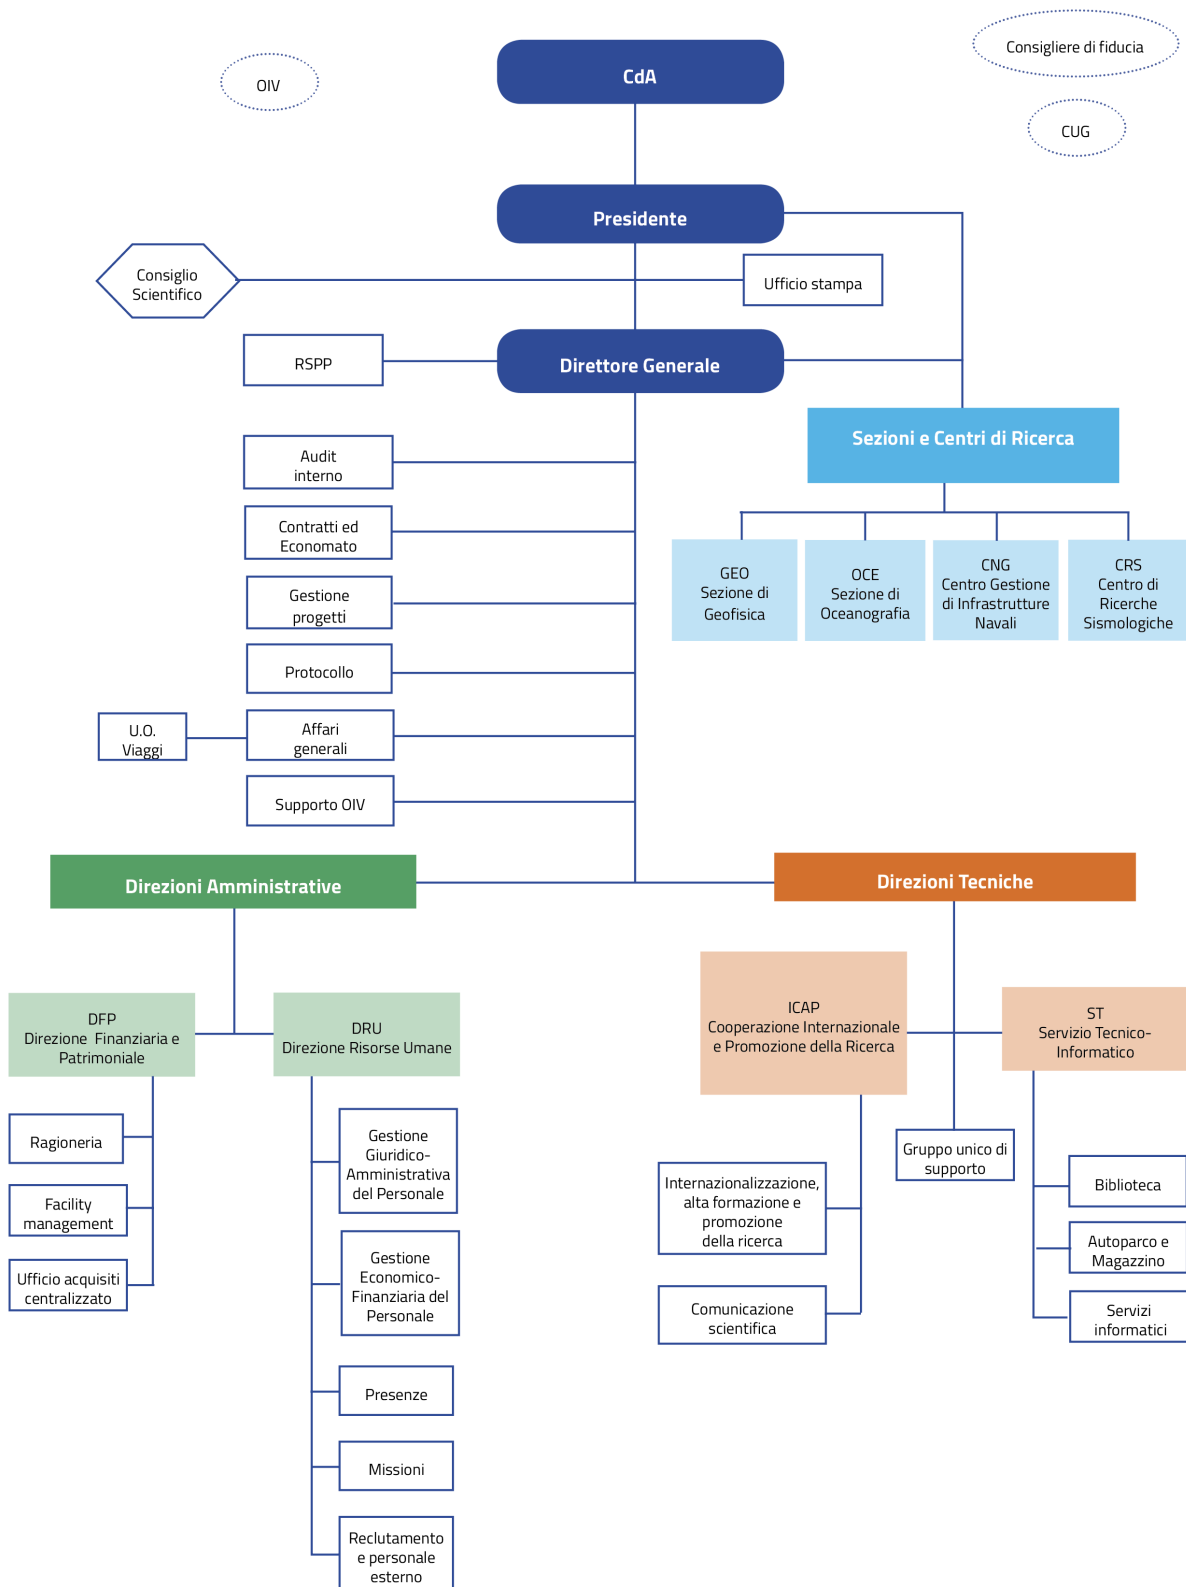 Consigliere di fiducia
CdA
OIV
CUG
Presidente
Consiglio
Scientifico
Ufficio stampa
RSPP
Direttore Generale
Sezioni e Centri di Ricerca
Audit
interno
Contratti ed
Economato
Gestione
progetti
Protocollo
U.O.
Viaggi
Affari
generali
Supporto OIV
GEO
Sezione di
Geofisica
OCE
Sezione di
Oceanografia
CNG
Centro Gestione
di Infrastrutture
Navali
CRS
Centro di
Ricerche
Sismologiche
Direzioni Amministrative
Direzioni Tecniche
DFP
Direzione Finanziaria e
Patrimoniale
DRU
Direzione Risorse Umane
ICAP
Cooperazione Internazionale
e Promozione della Ricerca
ST
Servizio Tecnico-
Informatico
Ragioneria
Facility
management
Ufficio acquisiti
centralizzato
Gestione
Giuridico-
Amministrativa
del Personale
Gestione
Economico-
Finanziaria del
Personale
Presenze
Missioni
Reclutamento
e personale
esterno
Internazionalizzazione,
alta formazione e
promozione
della ricerca
Comunicazione
scientifica
Gruppo unico di
supporto
Biblioteca
Autoparco e
Magazzino
Servizi
informatici